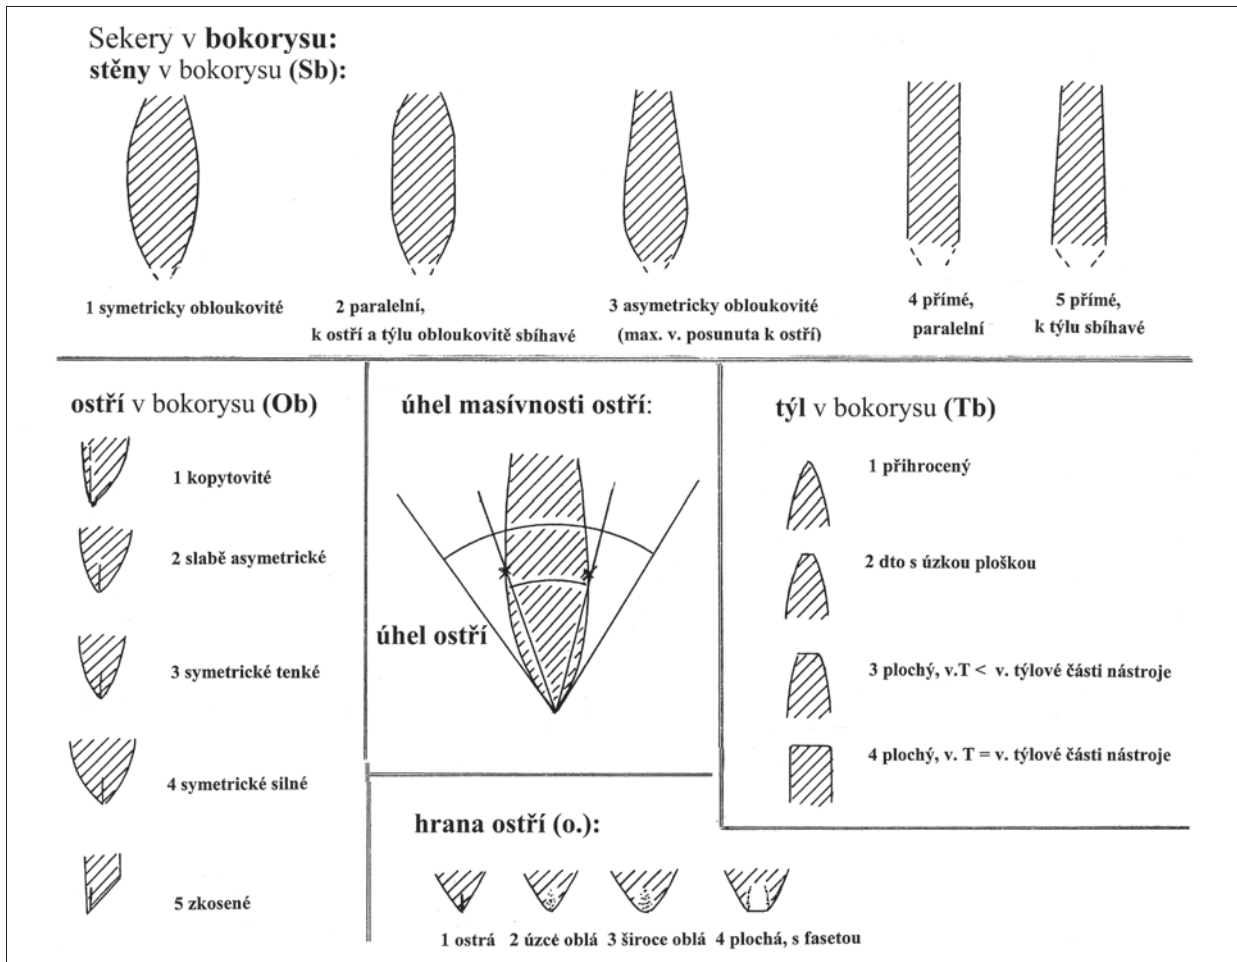 Sekery v bokorysu:
stěny v bokorysu (Sb):
1 symetricky obloukovité
2 paralelní,
k ostří a týlu obloukovitě sbíhavé
3 asymetricky obloukovité
(max. v. posunuta k ostří)
4 přímé,
paralelní
5 přímé,
k týlu sbíhavé
ostří v bokorysu (Ob)
1 kopytovité
2 slabě asymetrické
3 symetrické tenké
4 symetrické silné
5 zkosené
úhel masívnosti ostří:
úhel ostří
týl v bokorysu (Tb)
1 přihrocený
2 dto s úzkou ploškou
3 plochý, v.T < v. týlové části nástroje
4 plochý, v. T = v. týlové části nástroje
hrana ostří (o.):
1 ostrá
2 úzce oblá
3 široce oblá
4 plochá, s fasetou